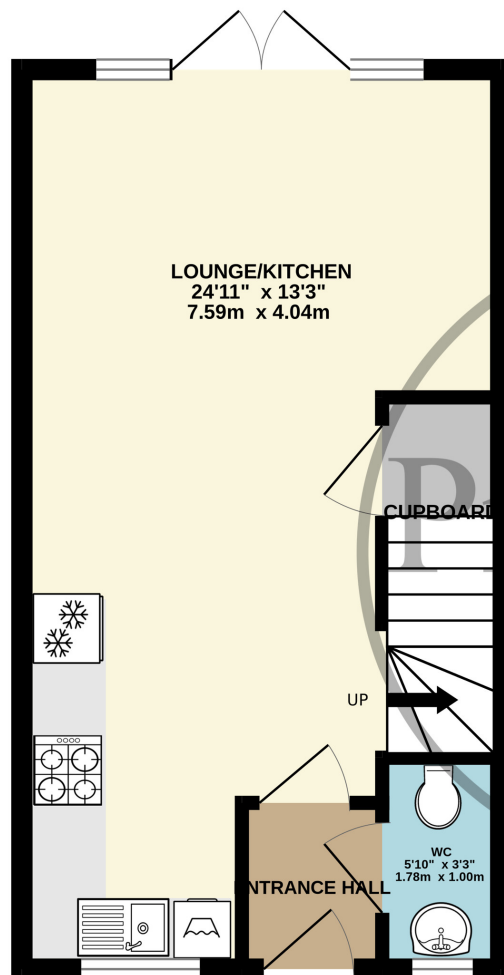 LOUNGE/KITCHEN
24'11" x 13'3"
7.59m x 4.04m
CUPBOARD
UP
WC
5'10" x 3'3"
1.78m x 1.00m
ENTRANCE HALL